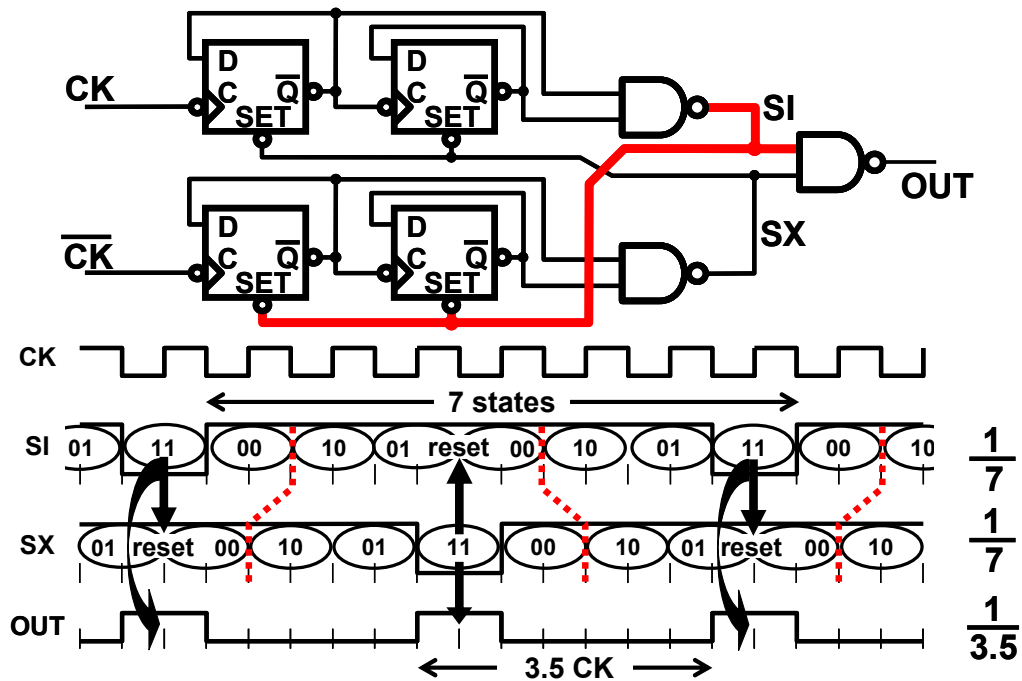 D
D
CK
C
Q̅
C
Q̅
SI
SET
SET
O̅U̅T̅
SX
D
D
C̅K̅
C
Q̅
C
Q̅
SET
SET
CK
7 states
SI
01
11
00
10
01
reset
00
10
01
11
00
10
1
7
SX
01
reset
00
10
01
11
00
10
01
reset
00
10
1
7
OUT
1
3.5
3.5 CK